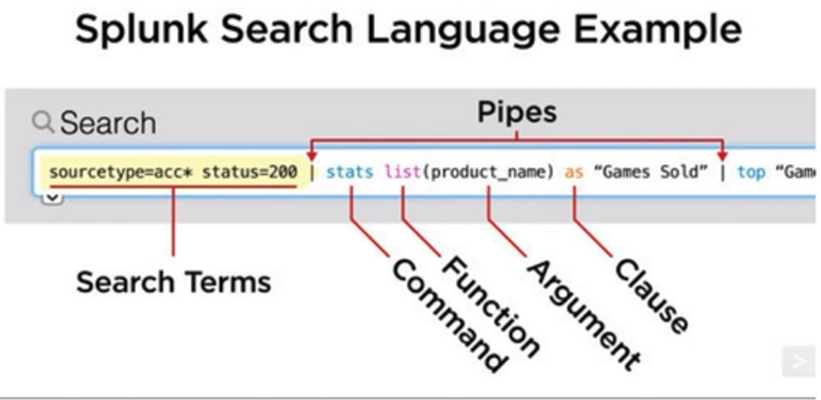 Splunk Search Language Example
Search
Pipes
sourcetype=acc* status=200 | stats list(product_name) as “Games Sold” | top “Gam
Search Terms
Command
Function
Argument
Clause
>